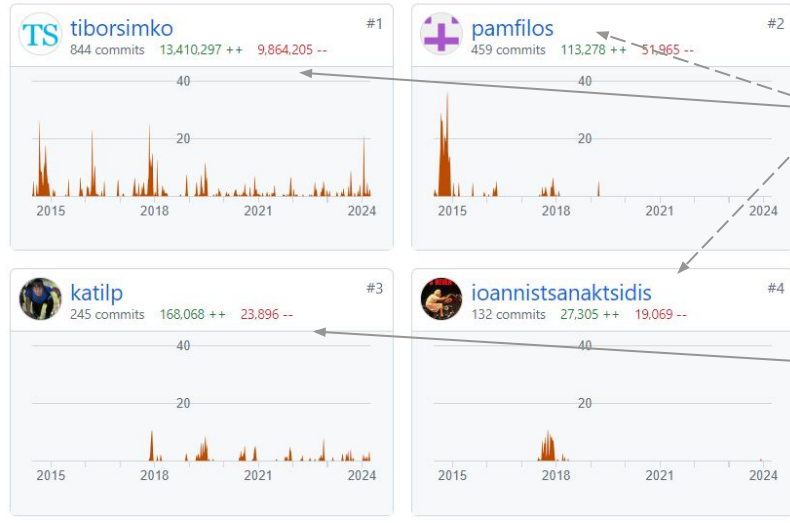 TS
tiborsimko
#1
844 commits 13,410,297 ++ 9,864,205 --
40
20
2015 2018 2021 2024
pamfilos
#2
459 commits 113,278 ++ 51,965 --
40
20
2015 2018 2021 2024
katilp
#3
245 commits 168,068 ++ 23,896 --
40
20
2015 2018 2021 2024
ioannistsanaktsidis
#4
132 commits 27,305 ++ 19,069 --
40
20
2015 2018 2021 2024